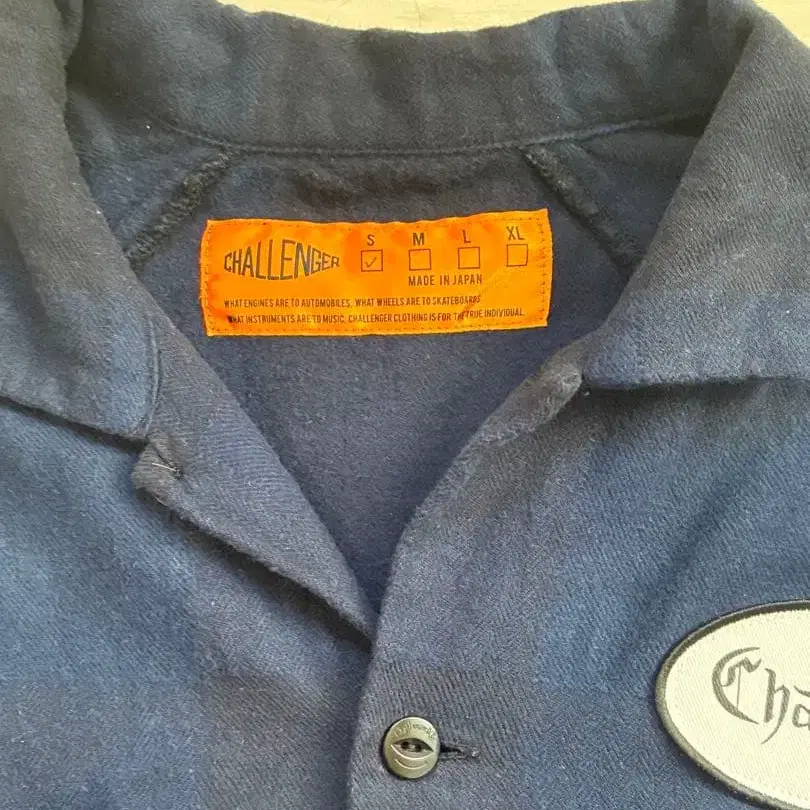 CHALLENGER
S M L XL
MADE IN JAPAN
WHAT ENGINES ARE TO AUTOMOBILES, WHAT WHEELS ARE TO SKATEBOARDS
WHAT INSTRUMENTS ARE TO MUSIC, CHALLENGER CLOTHING IS FOR THE TRUE INDIVIDUAL.
Cha